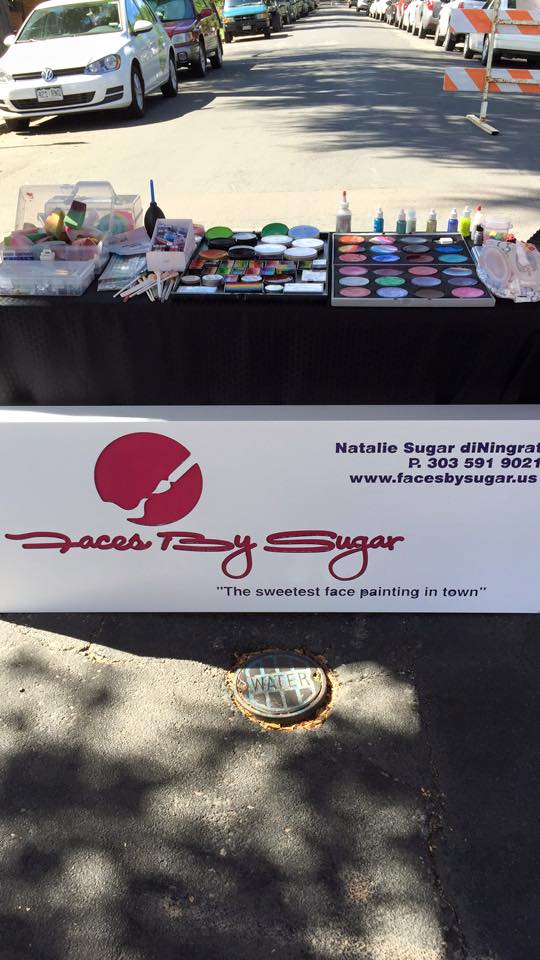 Natalie Sugar diNingrat
P. 303 591 9021
www.facesbysugar.us
Faces By Sugar
"The sweetest face painting in town"
WATER